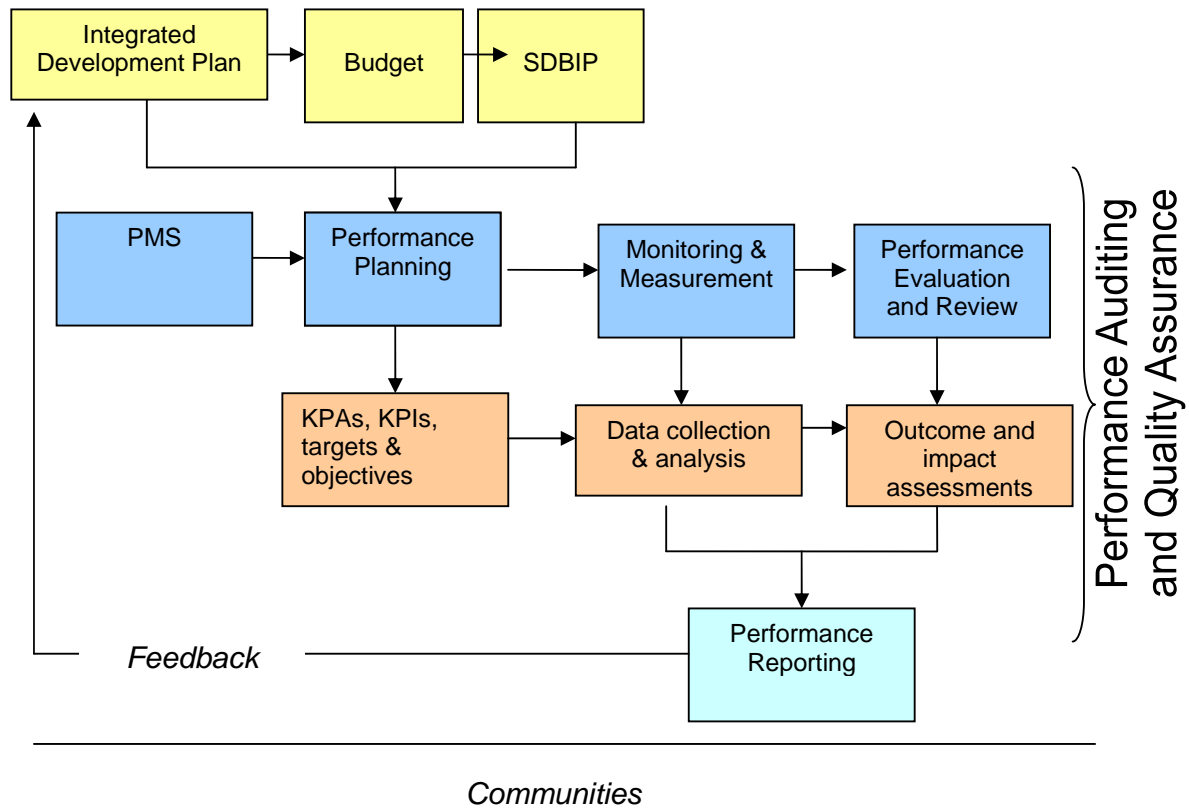 Integrated
Development Plan
Budget
SDBIP
PMS
Performance
Planning
Monitoring &
Measurement
Performance
Evaluation
and Review
KPAs, KPIs,
targets &
objectives
Data collection
& analysis
Outcome and
impact
assessments
Performance Auditing
and Quality Assurance
Performance
Reporting
Feedback
Communities